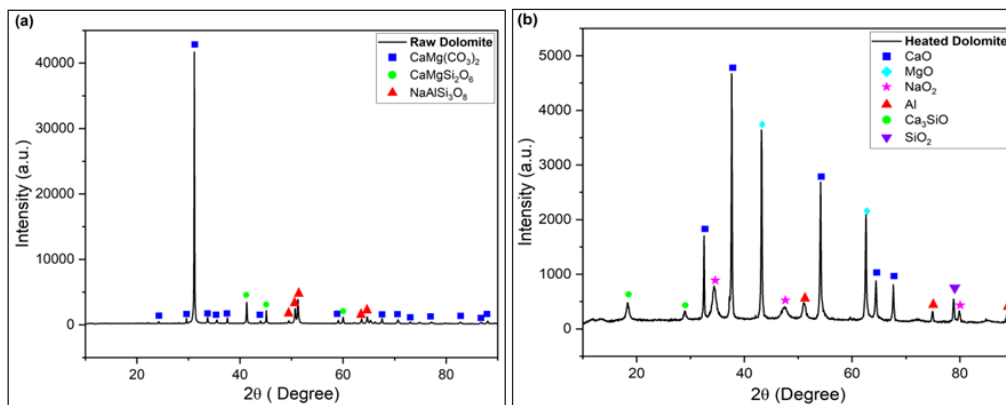 (a)
Raw Dolomite
CaMg(CO₃)₂
CaMgSi₂O₆
NaAlSi₃O₈
Intensity (a.u.)
40000
30000
20000
10000
0
20
40
60
80
2θ ( Degree)
(b)
Heated Dolomite
CaO
MgO
NaO₂
Al
Ca₃SiO
SiO₂
Intensity (a.u.)
5000
4000
3000
2000
1000
0
20
40
60
80
2θ (Degree)